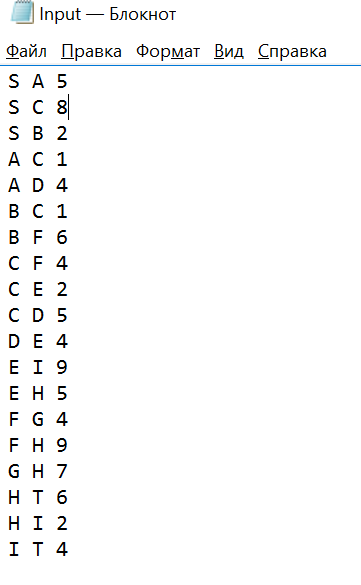 Input — Блокнот
Файл Правка Формат Вид Справка
S A 5
S C 8
S B 2
A C 1
A D 4
B C 1
B F 6
C F 4
C E 2
C D 5
D E 4
E I 9
E H 5
F G 4
F H 9
G H 7
H T 6
H I 2
I T 4